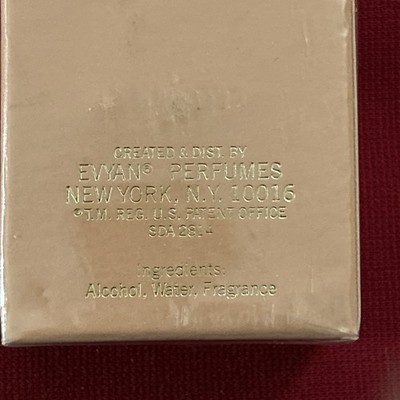 CREATED & DIST. BY
EVYAN® PERFUMES
NEW YORK, N.Y. 10016
®T.M. REG. U.S. PATENT OFFICE
SDA 2814
Ingredients:
Alcohol, Water, Fragrance